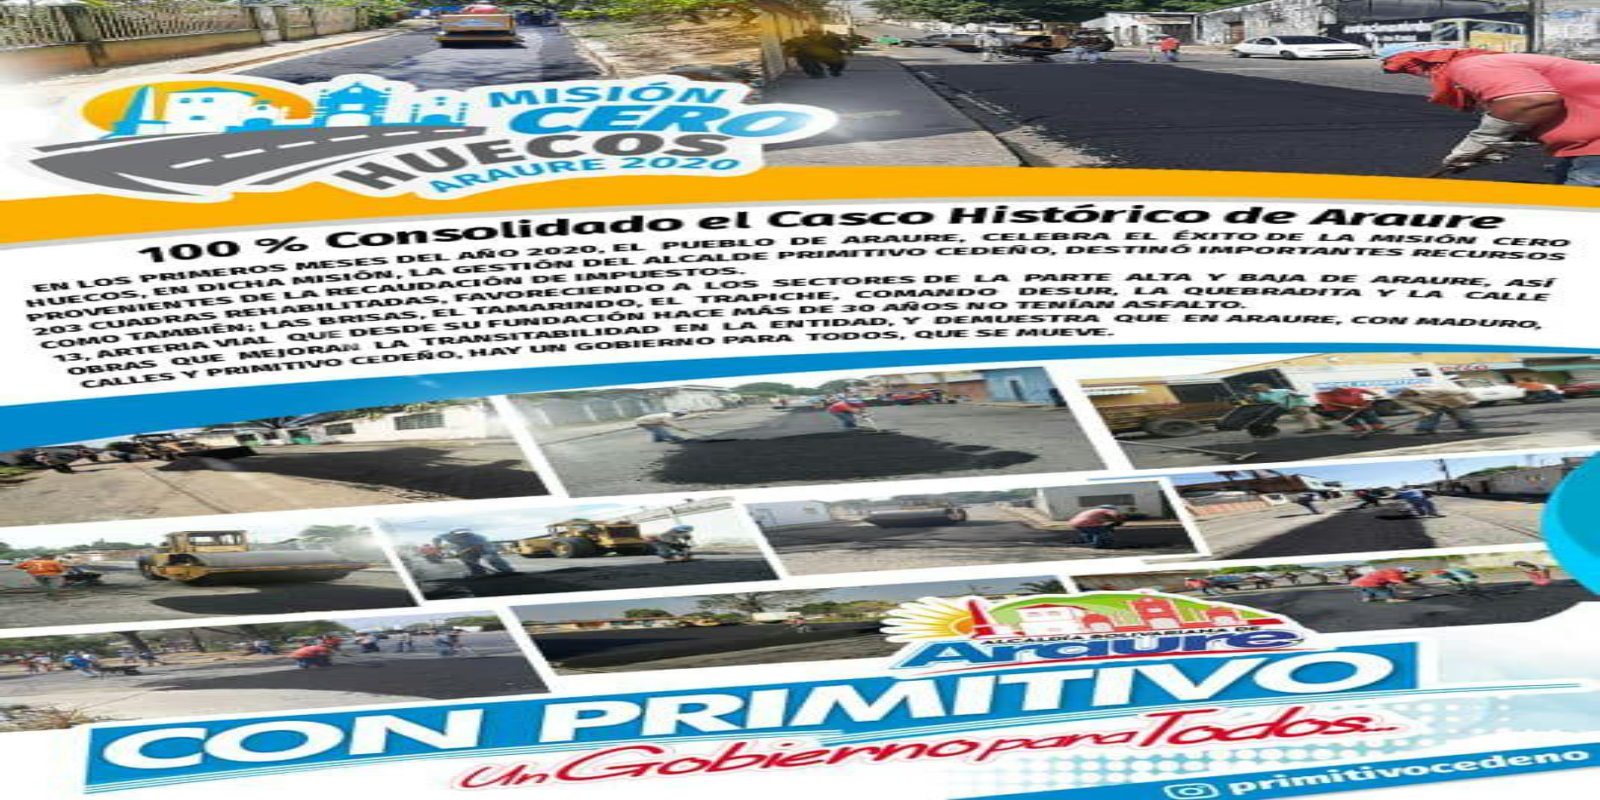 MISIÓN
CERO
HUECOS
ARAURE 2020
100 % Consolidado el Casco Histórico de Araure
EN LOS PRIMEROS MESES DEL AÑO 2020, EL PUEBLO DE ARAURE, CELEBRA EL ÉXITO DE LA MISIÓN CERO
HUECOS, EN DICHA MISIÓN, LA GESTIÓN DEL ALCALDE PRIMITIVO CEDEÑO, DESTINÓ IMPORTANTES RECURSOS
PROVENIENTES DE LA RECAUDACIÓN DE IMPUESTOS.
203 CUADRAS REHABILITADAS, FAVORECIENDO A LOS SECTORES DE LA PARTE ALTA Y BAJA DE ARAURE, ASÍ
COMO TAMBIÉN; LAS BRISAS, EL TAMARINDO, EL TRAPICHE, COMANDO DESUR, LA QUEBRADITA Y LA CALLE
13, ARTERIA VIAL QUE DESDE SU FUNDACIÓN HACE MÁS DE 30 AÑOS NO TENÍAN ASFALTO.
OBRAS QUE MEJORAN LA TRANSITABILIDAD EN LA ENTIDAD, Y DEMUESTRA QUE EN ARAURE, CON MADURO,
CALLES Y PRIMITIVO CEDEÑO, HAY UN GOBIERNO PARA TODOS, QUE SE MUEVE.
ALCALDÍA BOLIVARIANA DE
Araure
CON PRIMITIVO
Un Gobierno para Todos...
primitivocedeno